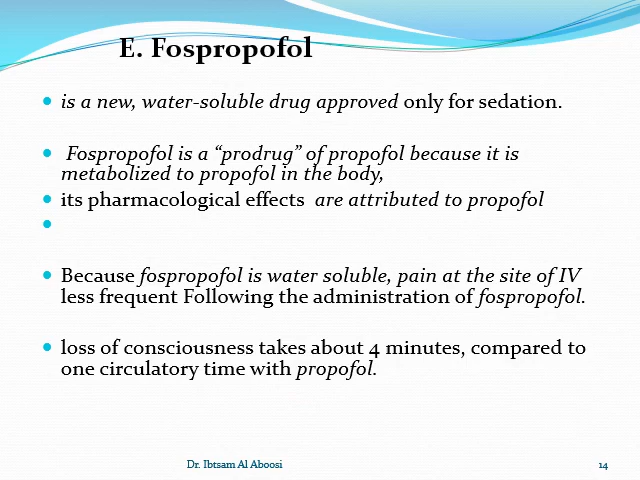 E. Fospropofol
is a new, water-soluble drug approved only for sedation.
Fospropofol is a “prodrug” of propofol because it is
metabolized to propofol in the body,
its pharmacological effects are attributed to propofol
Because fospropofol is water soluble, pain at the site of IV
less frequent Following the administration of fospropofol.
loss of consciousness takes about 4 minutes, compared to
one circulatory time with propofol.
Dr. Ibtsam Al Aboosi
14